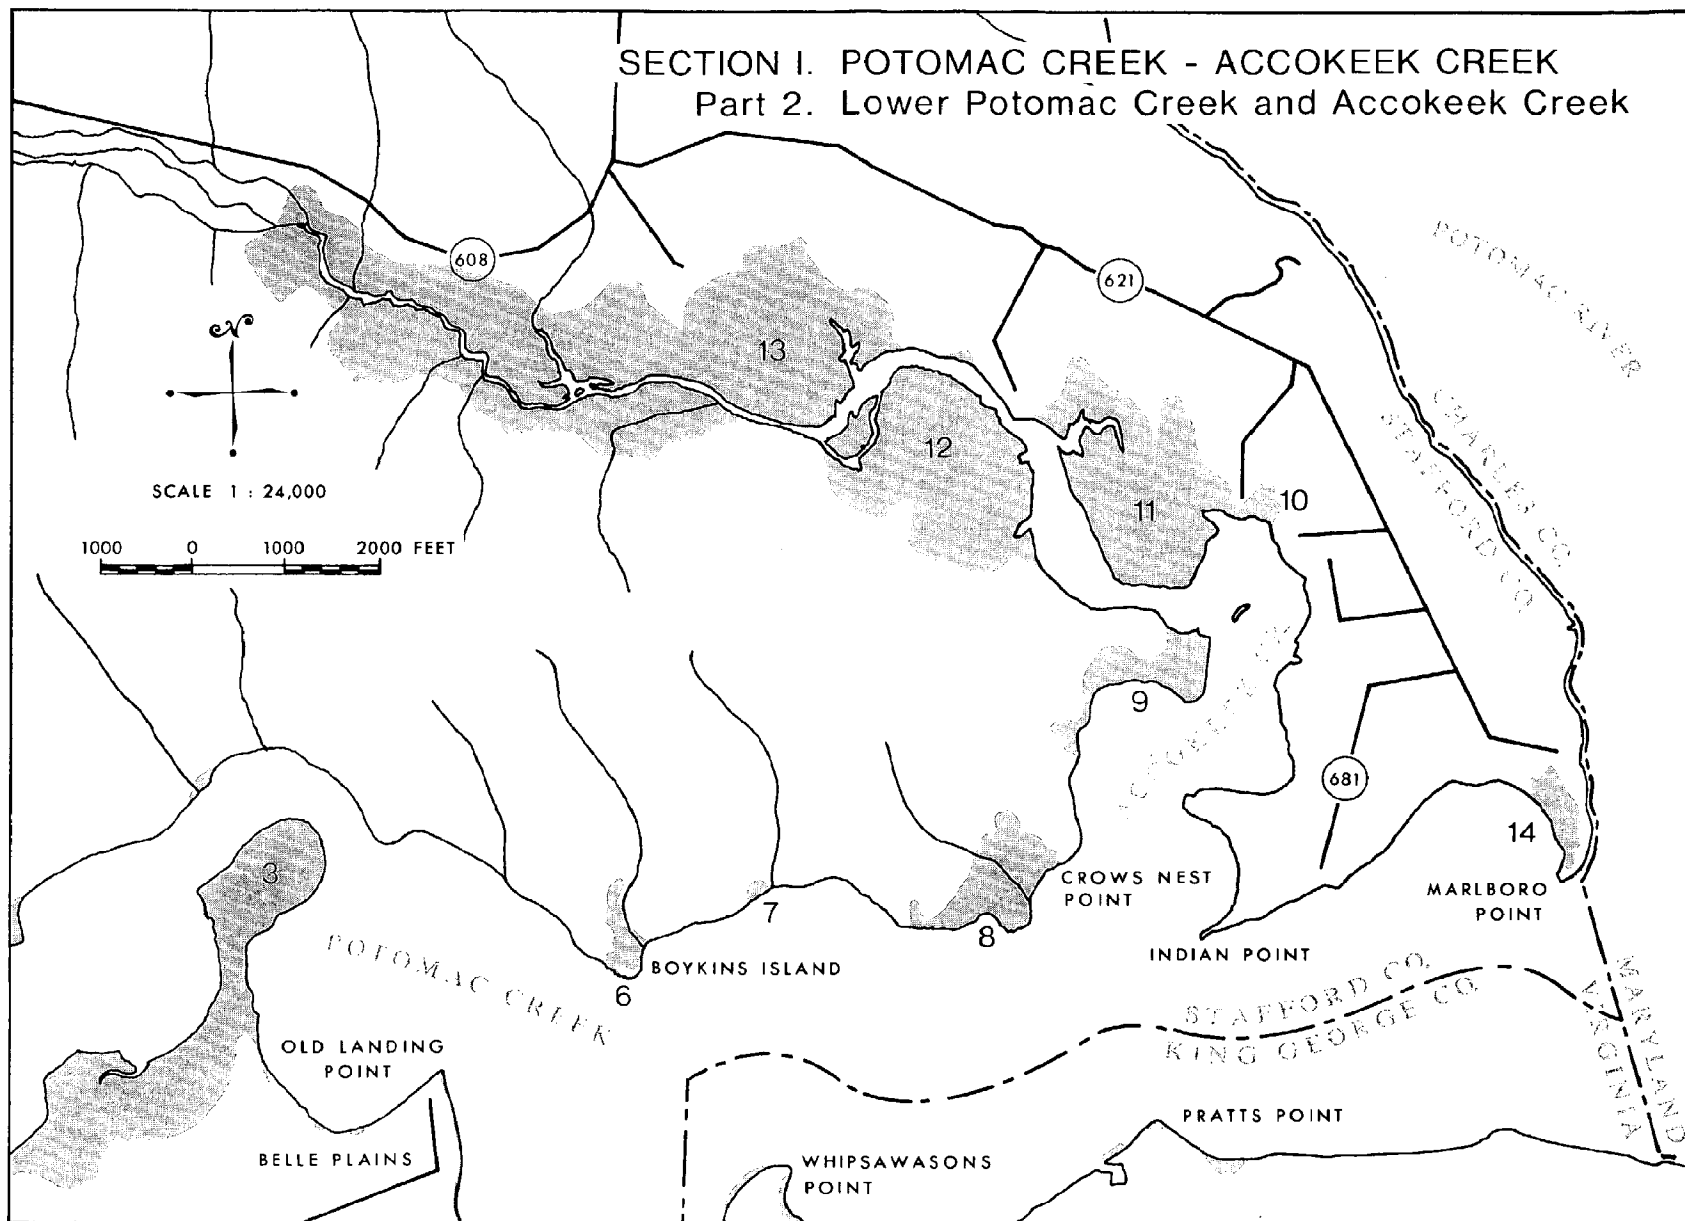 SECTION I. POTOMAC CREEK - ACCOKEEK CREEK
Part 2. Lower Potomac Creek and Accokeek Creek
POTOMAC RIVER
608
621
N
13
CHARLES CO.
STAFFORD CO.
12
SCALE 1 : 24,000
11
10
1000 0 1000 2000 FEET
9
ACCOKEEK CK
681
14
3
CROWS NEST
POINT
MARLBORO
POINT
7
8
POTOMAC CREEK
BOYKINS ISLAND
INDIAN POINT
6
STAFFORD CO.
KING GEORGE CO.
MARYLAND
VIRGINIA
OLD LANDING
POINT
PRATTS POINT
BELLE PLAINS
WHIPSAWASONS
POINT